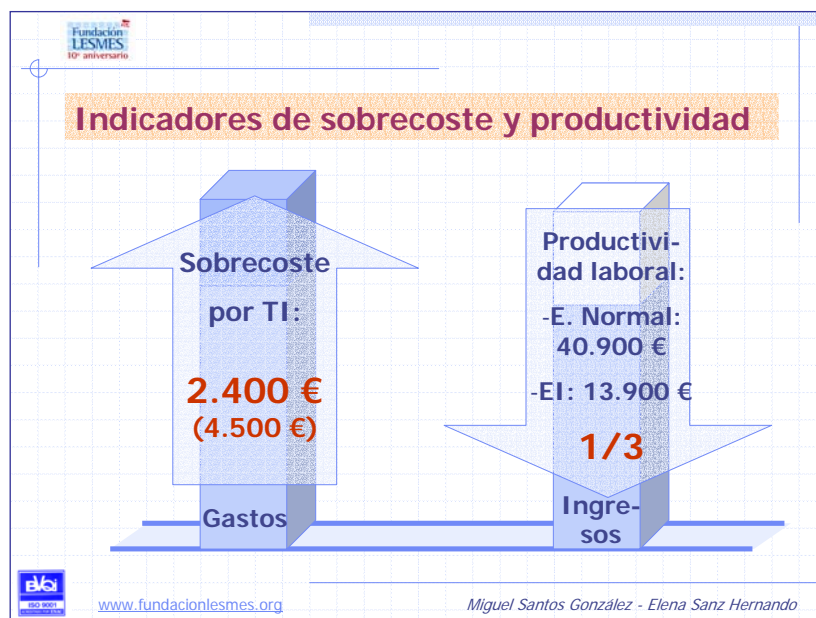 Fundación
LESMES
10º aniversario
Indicadores de sobrecoste y productividad
Sobrecoste
por TI:
2.400 €
(4.500 €)
Gastos
Productivi-
dad laboral:
-E. Normal:
40.900 €
-EI: 13.900 €
1/3
Ingre-
sos
BVQi
ISO 9001
www.fundacionlesmes.org
Miguel Santos González - Elena Sanz Hernando